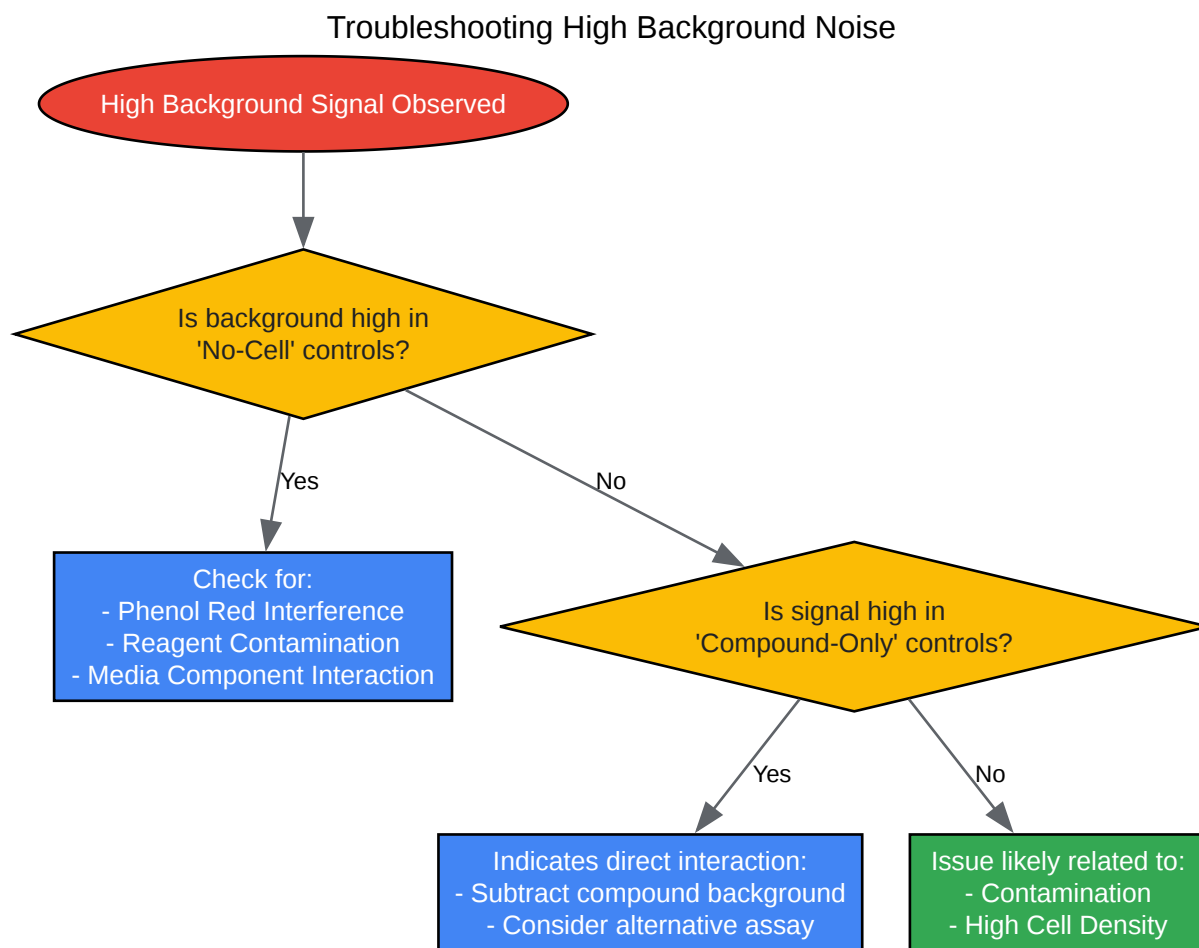 Troubleshooting High Background Noise
High Background Signal Observed
Is background high in
'No-Cell' controls?
Yes
No
Check for:
- Phenol Red Interference
- Reagent Contamination
- Media Component Interaction
Is signal high in
'Compound-Only' controls?
Yes
No
Indicates direct interaction:
- Subtract compound background
- Consider alternative assay
Issue likely related to:
- Contamination
- High Cell Density